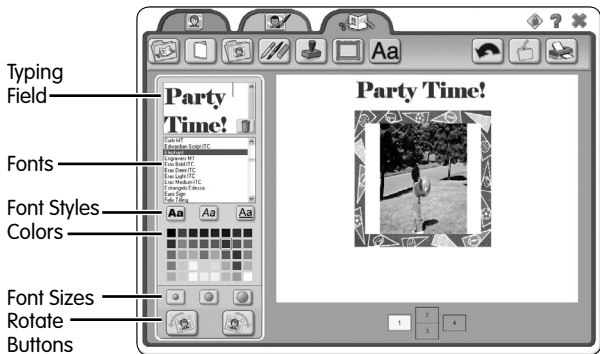 Aa
Typing
Field
Fonts
Font Styles
Colors
Font Sizes
Rotate
Buttons
Party
Time!
Curlz MT
Edwardian Script ITC
Elephant
Engravers MT
Eras Bold ITC
Eras Demi ITC
Eras Light ITC
Eras Medium ITC
Estrangelo Edessa
Euro Sign
Felix Titling
Aa
Aa
Aa
Party Time!
1
2
3
4